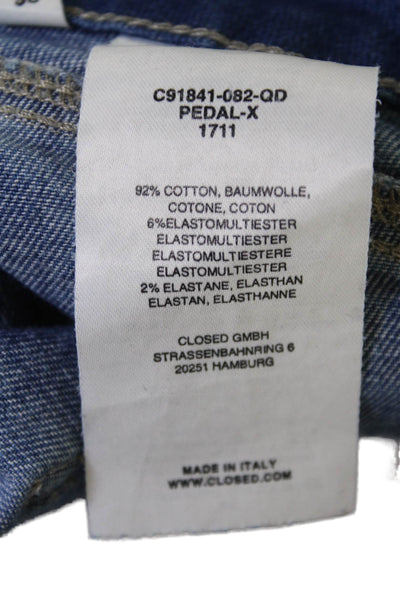 C91841-082-QD
PEDAL-X
1711
92% COTTON, BAUMWOLLE,
COTONE, COTON
6%ELASTOMULTIESTER
ELASTOMULTIESTER
ELASTOMULTIESTERE
ELASTOMULTIESTER
2% ELASTANE, ELASTHAN
ELASTAN, ELASTHANNE
CLOSED GMBH
STRASSENBAHNRING 6
20251 HAMBURG
MADE IN ITALY
WWW.CLOSED.COM